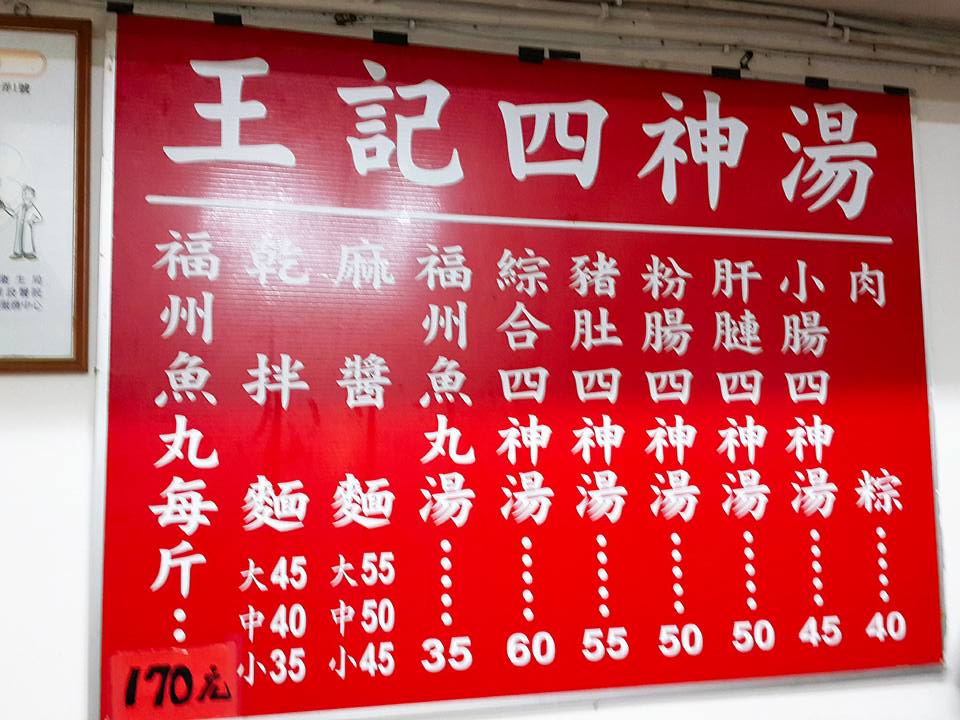 王記四神湯
肉粽⋯⋯40
小腸四神湯⋯⋯45
肝腱四神湯⋯⋯50
粉腸四神湯⋯⋯50
豬肚四神湯⋯⋯55
綜合四神湯⋯⋯60
福州魚丸湯⋯⋯35
麻醬麵
大55
中50
小45
乾拌麵
大45
中40
小35
福州魚丸每斤⋯
170元